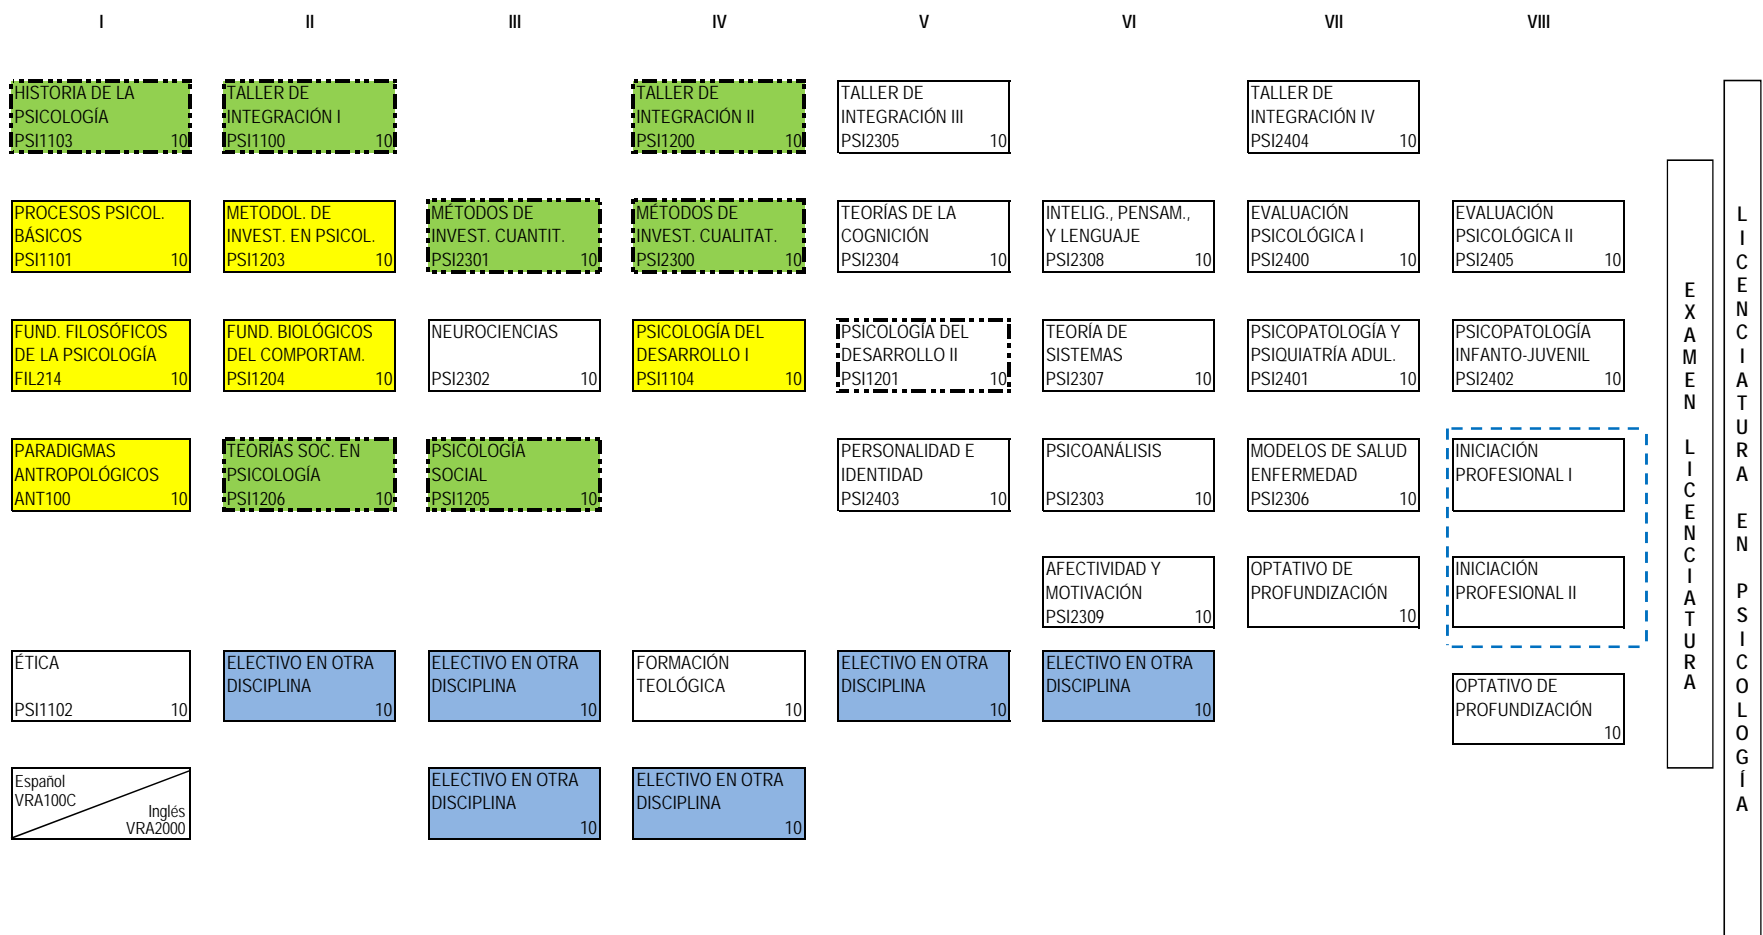 I II III IV V VI VII VIII
HISTORIA DE LA
PSICOLOGÍA
PSI1103 10
TALLER DE
INTEGRACIÓN I
PSI1100 10
TALLER DE
INTEGRACIÓN II
PSI1200 10
TALLER DE
INTEGRACIÓN III
PSI2305 10
TALLER DE
INTEGRACIÓN IV
PSI2404 10
PROCESOS PSICOL.
BÁSICOS
PSI1101 10
METODOL. DE
INVEST. EN PSICOL.
PSI1203 10
MÉTODOS DE
INVEST. CUANTIT.
PSI2301 10
MÉTODOS DE
INVEST. CUALITAT.
PSI2300 10
TEORÍAS DE LA
COGNICIÓN
PSI2304 10
INTELIG., PENSAM.,
Y LENGUAJE
PSI2308 10
EVALUACIÓN
PSICOLÓGICA I
PSI2400 10
EVALUACIÓN
PSICOLÓGICA II
PSI2405 10
FUND. FILOSÓFICOS
DE LA PSICOLOGÍA
FIL214 10
FUND. BIOLÓGICOS
DEL COMPORTAM.
PSI1204 10
NEUROCIENCIAS
PSI2302 10
PSICOLOGÍA DEL
DESARROLLO I
PSI1104 10
PSICOLOGÍA DEL
DESARROLLO II
PSI1201 10
TEORÍA DE
SISTEMAS
PSI2307 10
PSICOPATOLOGÍA Y
PSIQUIATRÍA ADUL.
PSI2401 10
PSICOPATOLOGÍA
INFANTO-JUVENIL
PSI2402 10
PARADIGMAS
ANTROPOLÓGICOS
ANT100 10
TEORÍAS SOC. EN
PSICOLOGÍA
PSI1206 10
PSICOLOGÍA
SOCIAL
PSI1205 10
PERSONALIDAD E
IDENTIDAD
PSI2403 10
PSICOANÁLISIS
PSI2303 10
MODELOS DE SALUD
ENFERMEDAD
PSI2306 10
INICIACIÓN
PROFESIONAL I
AFECTIVIDAD Y
MOTIVACIÓN
PSI2309 10
OPTATIVO DE
PROFUNDIZACIÓN
10
INICIACIÓN
PROFESIONAL II
ÉTICA
PSI1102 10
ELECTIVO EN OTRA
DISCIPLINA
10
ELECTIVO EN OTRA
DISCIPLINA
10
FORMACIÓN
TEOLÓGICA
10
ELECTIVO EN OTRA
DISCIPLINA
10
ELECTIVO EN OTRA
DISCIPLINA
10
OPTATIVO DE
PROFUNDIZACIÓN
10
Español
VRA100C
Inglés
VRA2000
ELECTIVO EN OTRA
DISCIPLINA
10
ELECTIVO EN OTRA
DISCIPLINA
10
EXAMEN LICENCIATURA
LICENCIATURA EN PSICOLOGÍA